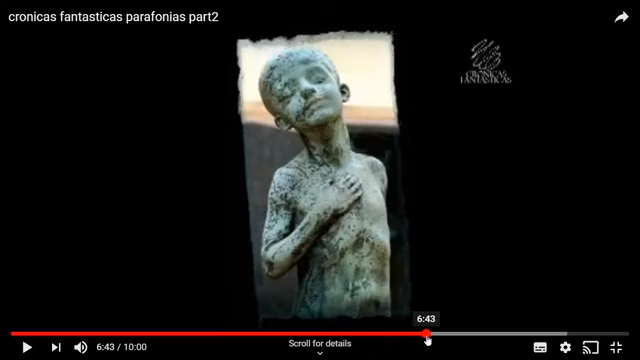 cronicas fantasticas parafonias part2
CRONICAS
FANTASTICAS
6:43
6:43 / 10:00
Scroll for details